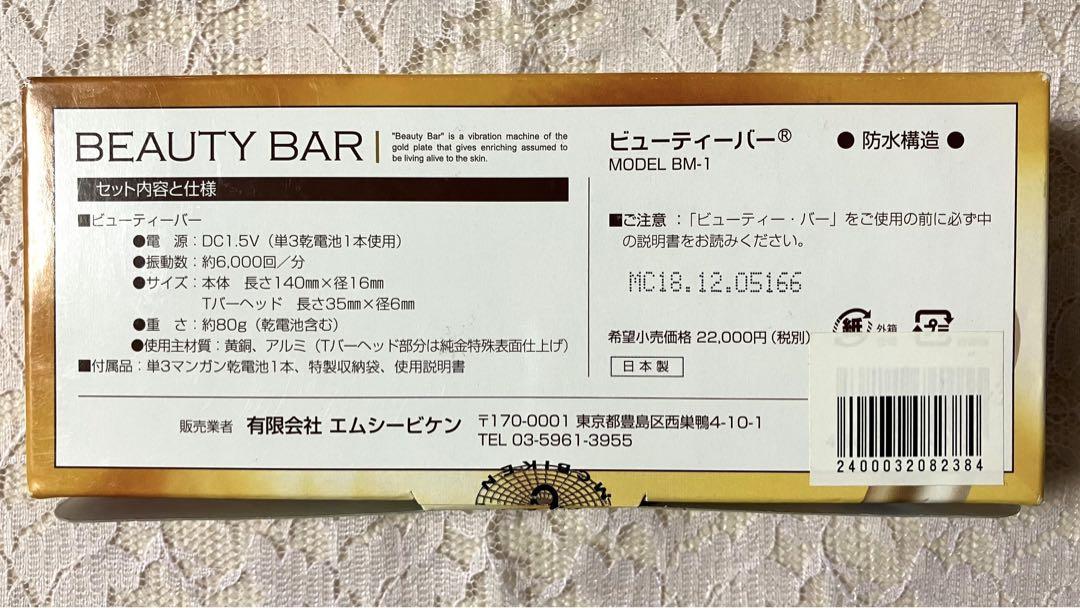 BEAUTY BAR
"Beauty Bar" is a vibration machine of the
gold plate that gives enriching assumed to
be living alive to the skin.
セット内容と仕様
■ビューティーバー
●電　源：DC1.5V（単3乾電池1本使用）
●振動数：約6,000回／分
●サイズ：本体　長さ140mm×径16mm
Tバーヘッド　長さ35mm×径6mm
●重　さ：約80g（乾電池含む）
●使用主材質：黄銅、アルミ（Tバーヘッド部分は純金特殊表面仕上げ）
■付属品：単3マンガン乾電池1本、特製収納袋、使用説明書
ビューティーバー®
MODEL BM-1
● 防水構造 ●
■ご注意：「ビューティー・バー」をご使用の前に必ず中
の説明書をお読みください。
MC18.12.05166
希望小売価格 22,000円（税別）
日本製
紙 外箱
プラ
販売業者　有限会社 エムシービケン
〒170-0001 東京都豊島区西巣鴨4-10-1
TEL 03-5961-3955
2400032082384
MCBIKEN